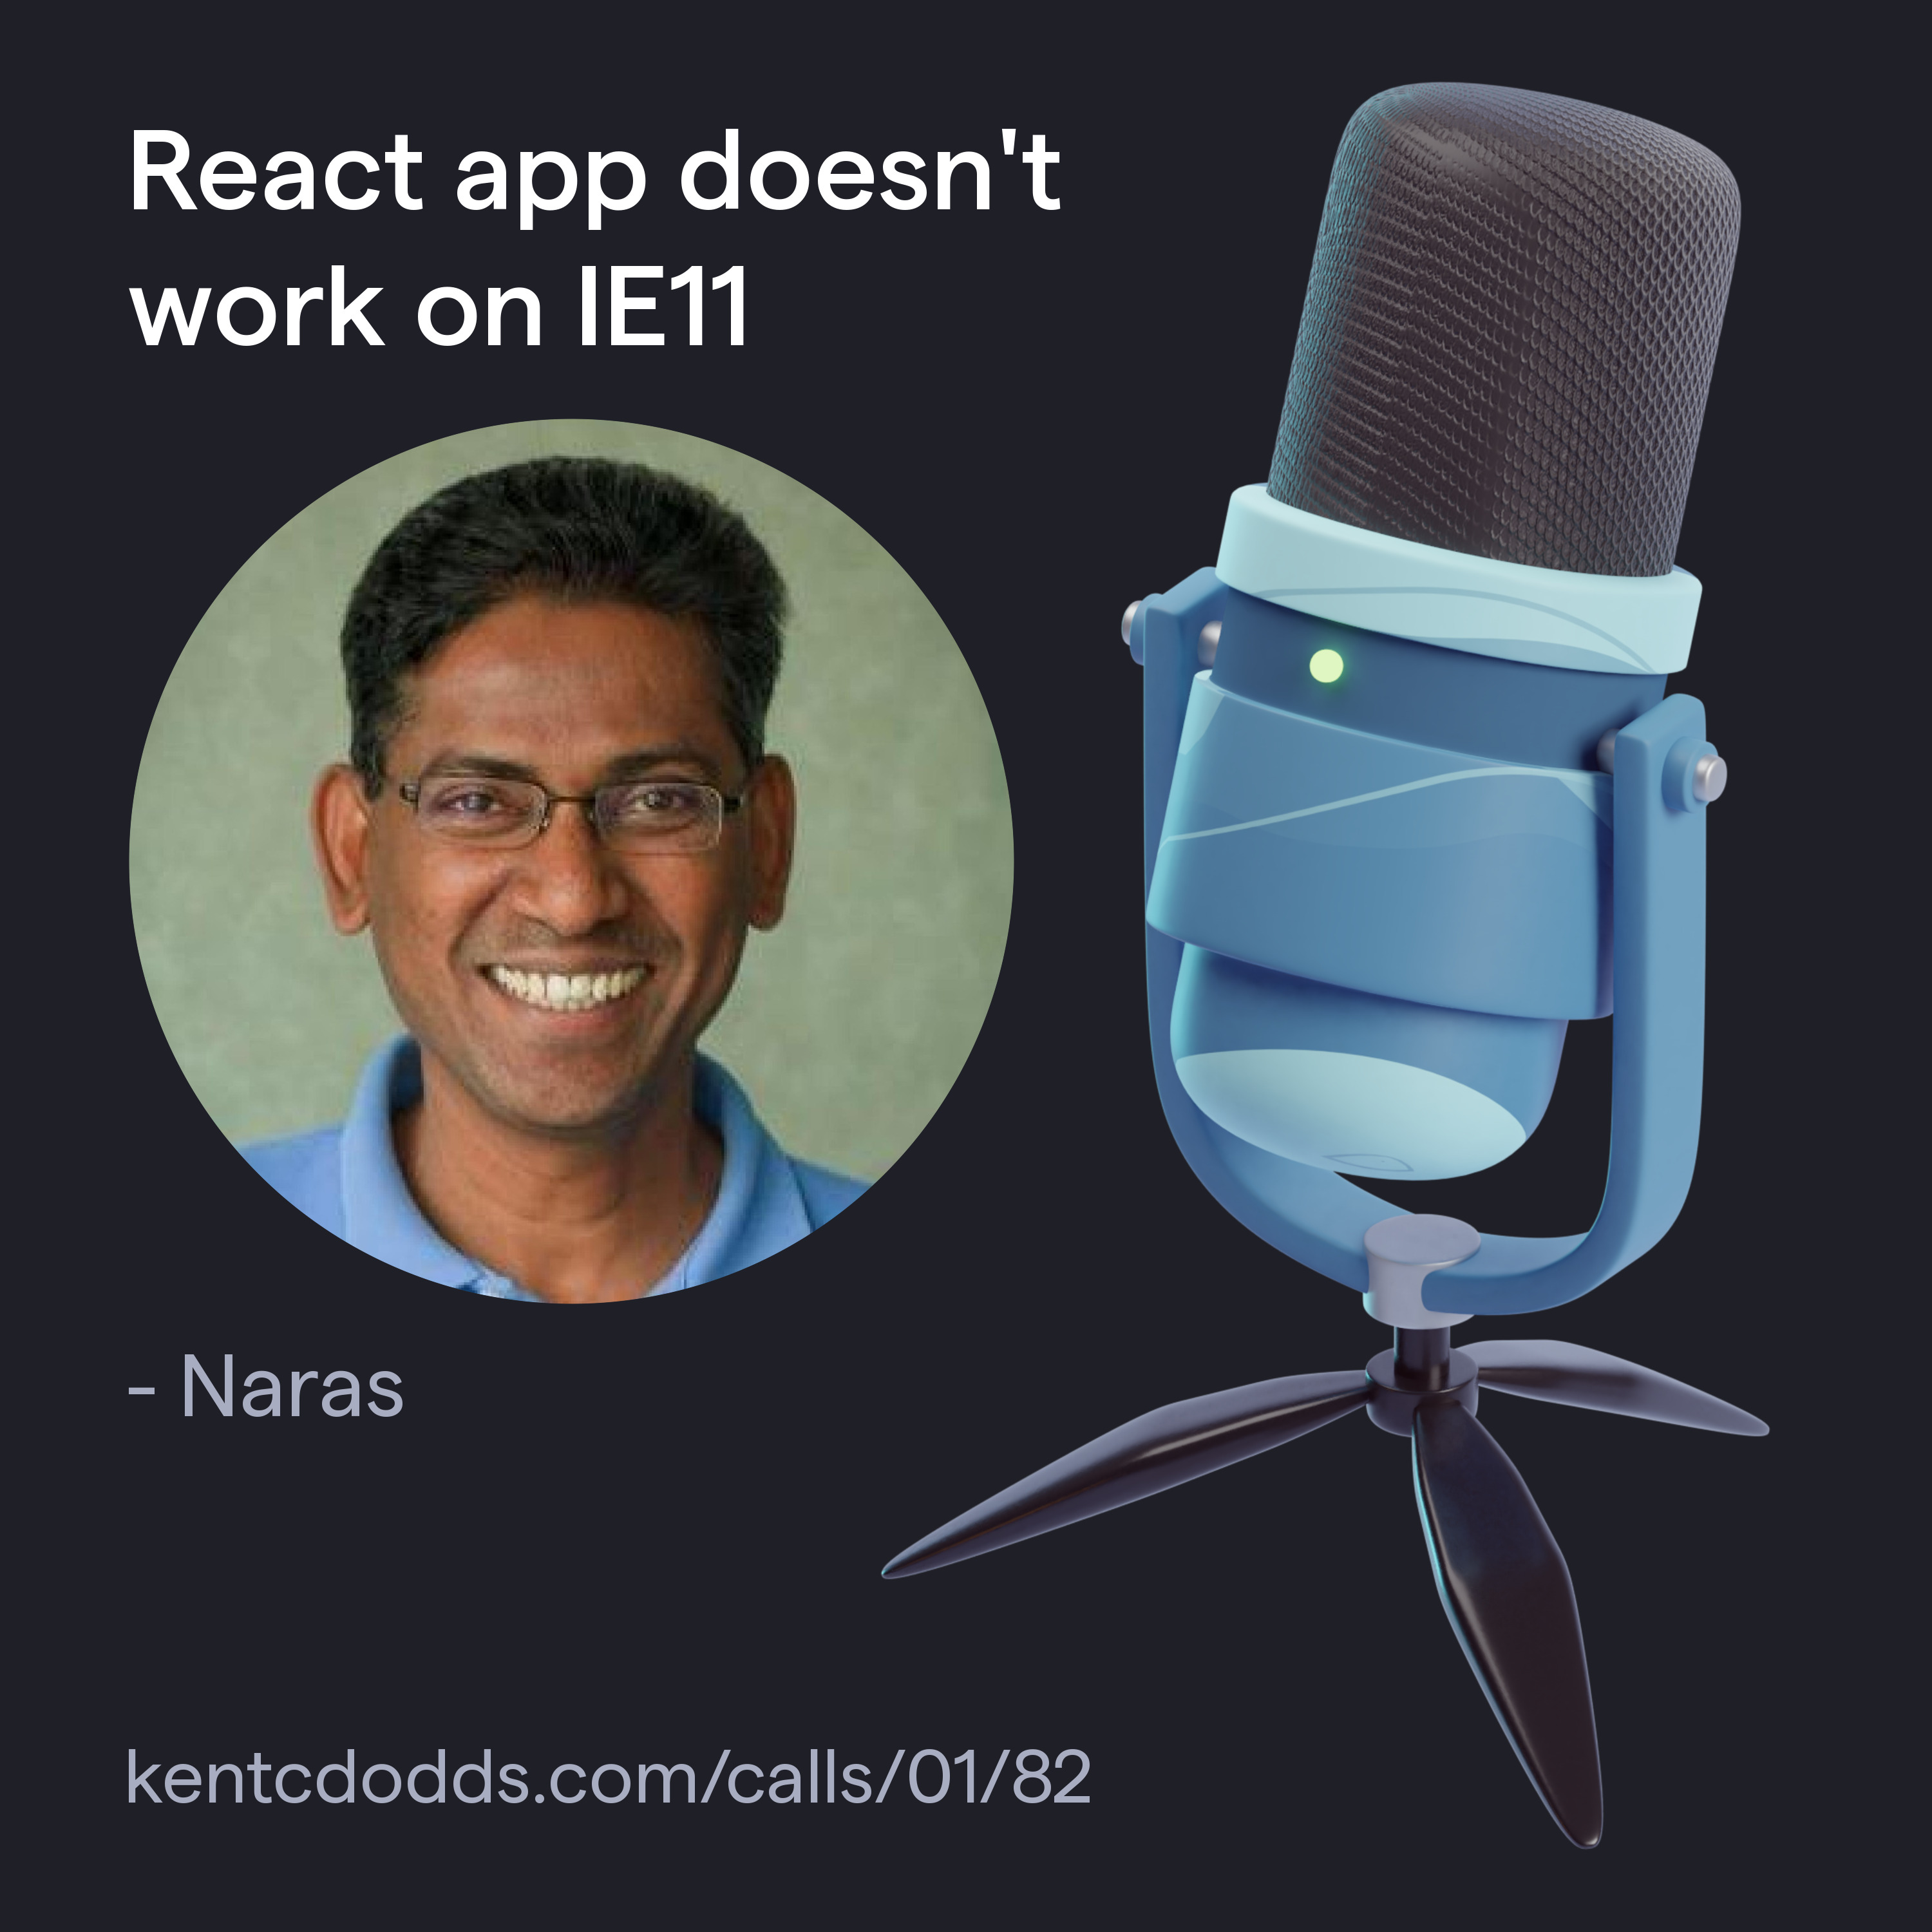 React app doesn't
work on IE11
- Naras
kentcdodds.com/calls/01/82